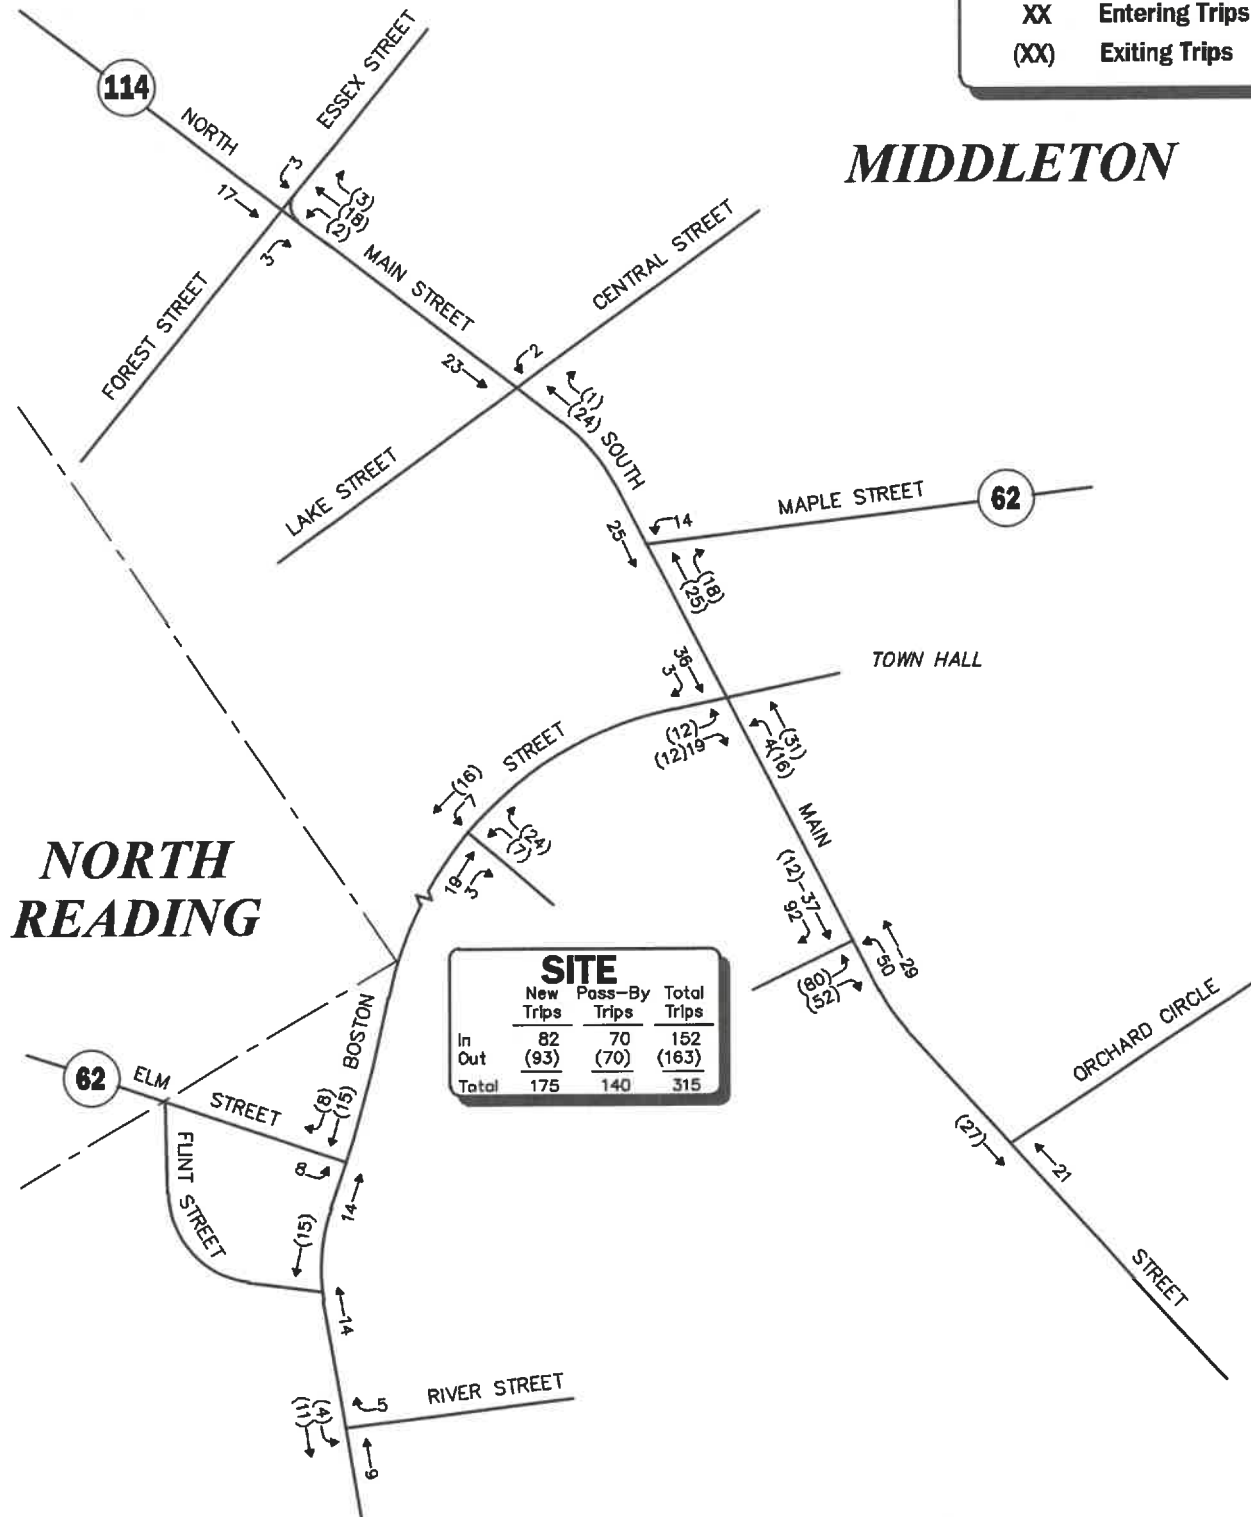 XX Entering Trips
(XX) Exiting Trips
114
NORTH
ESSEX STREET
MIDDLETON
3
17
(3)
(18)
(2)
3
MAIN STREET
FOREST STREET
CENTRAL STREET
23
2
(1)
(24)
SOUTH
LAKE STREET
MAPLE STREET
62
25
14
(18)
(25)
36
3
TOWN HALL
(12)
(12)19
(31)
4(16)
STREET
(16)
7
(24)
(7)
19
3
MAIN
NORTH
READING
(12)-37
92
29
50
(80)
(52)
SITE
New Pass-By Total
Trips Trips Trips
In 82 70 152
Out (93) (70) (163)
Total 175 140 315
ORCHARD CIRCLE
BOSTON
62
ELM
STREET
(8)
(15)
8
14
FLINT STREET
(15)
14
(27)
21
STREET
RIVER STREET
5
(4)
(11)
9